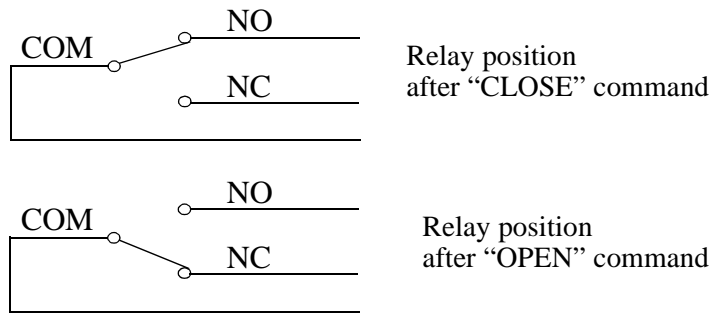 NO
COM
NC
Relay position
after “CLOSE” command
NO
COM
NC
Relay position
after “OPEN” command